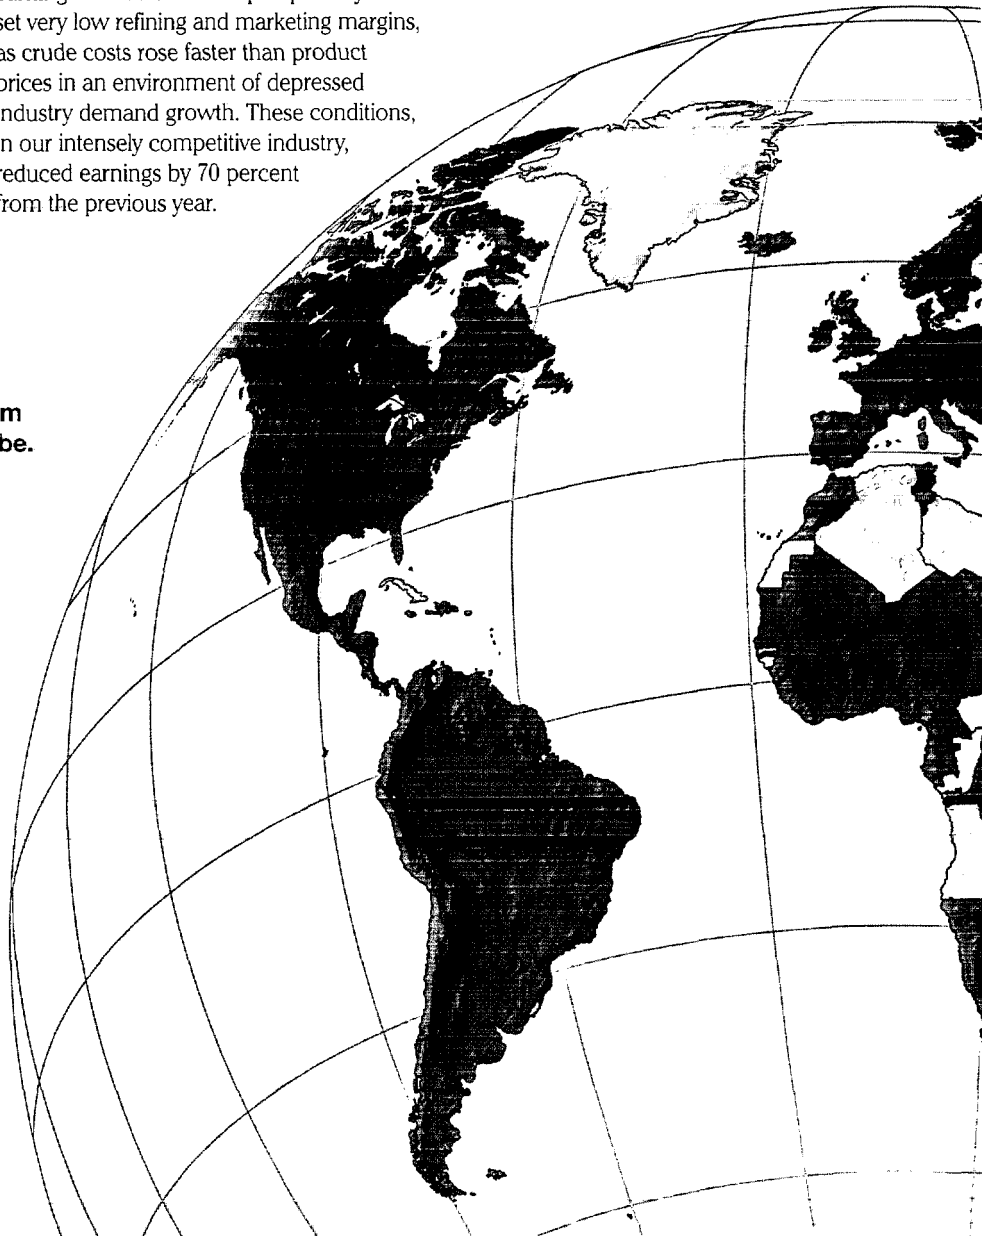 set very low refining and marketing margins,
as crude costs rose faster than product
prices in an environment of depressed
industry demand growth. These conditions,
in our intensely competitive industry,
reduced earnings by 70 percent
from the previous year.
m
be.